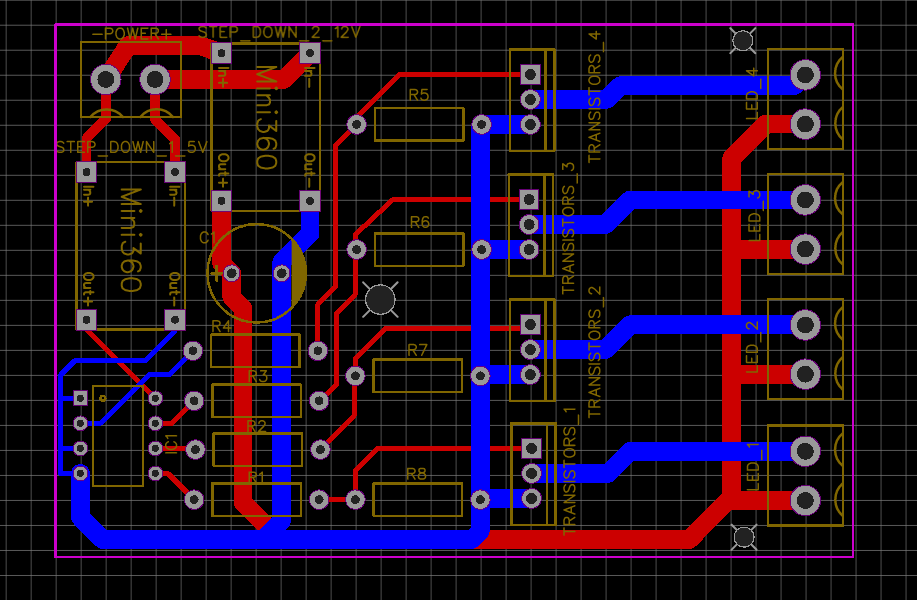 -POWER+
STEP_DOWN_2_12V
In+
In-
Mini360
Out+
Out-
STEP_DOWN_1_5V
In+
In-
Mini360
Out+
Out-
C1
+
R5
R6
R7
R8
R4
R3
R2
R1
IC1
TRANSISTORS_4
TRANSISTORS_3
TRANSISTORS_2
TRANSISTORS_1
LED_4
LED_3
LED_2
LED_1